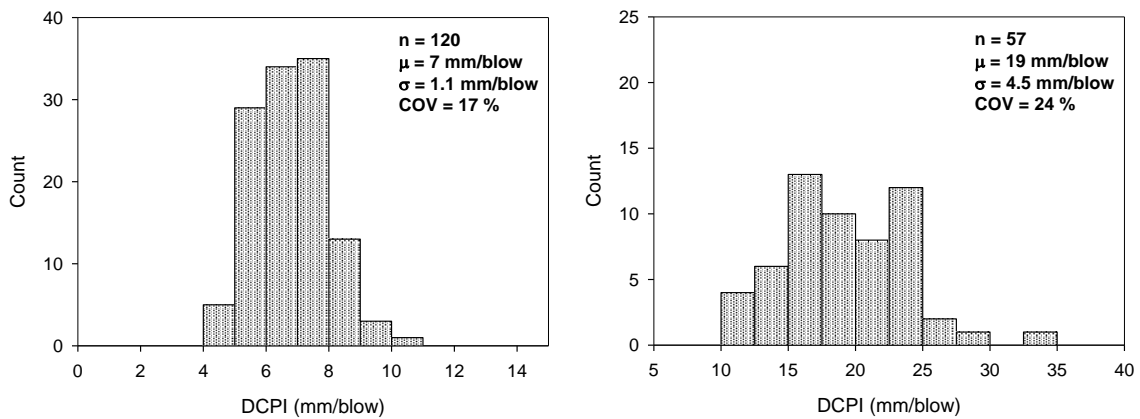 40
30
20
10
0
Count
n = 120
μ = 7 mm/blow
σ = 1.1 mm/blow
COV = 17 %
0 2 4 6 8 10 12 14
DCPI (mm/blow)
25
20
15
10
5
0
Count
n = 57
μ = 19 mm/blow
σ = 4.5 mm/blow
COV = 24 %
5 10 15 20 25 30 35 40
DCPI (mm/blow)